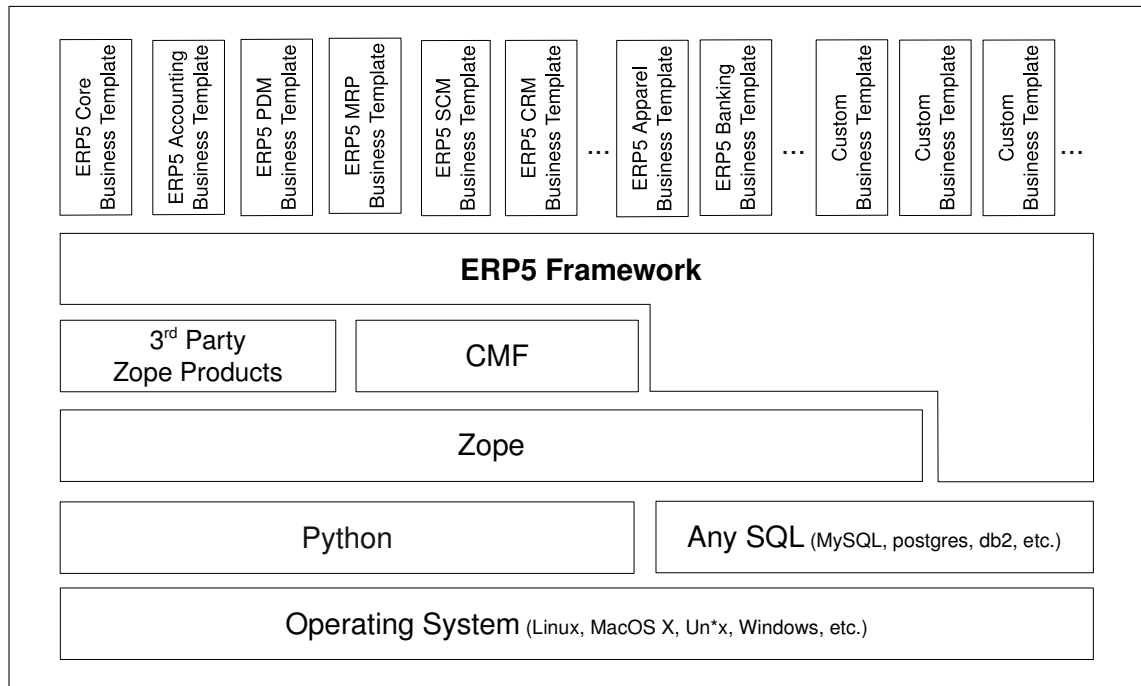 ERP5 Core
Business Template
ERP5 Accounting
Business Template
ERP5 PDM
Business Template
ERP5 MRP
Business Template
ERP5 SCM
Business Template
ERP5 CRM
Business Template
...
ERP5 Apparel
Business Template
ERP5 Banking
Business Template
...
Custom
Business Template
Custom
Business Template
Custom
Business Template
...
ERP5 Framework
3rd Party
Zope Products
CMF
Zope
Python
Any SQL (MySQL, postgres, db2, etc.)
Operating System (Linux, MacOS X, Un*x, Windows, etc.)